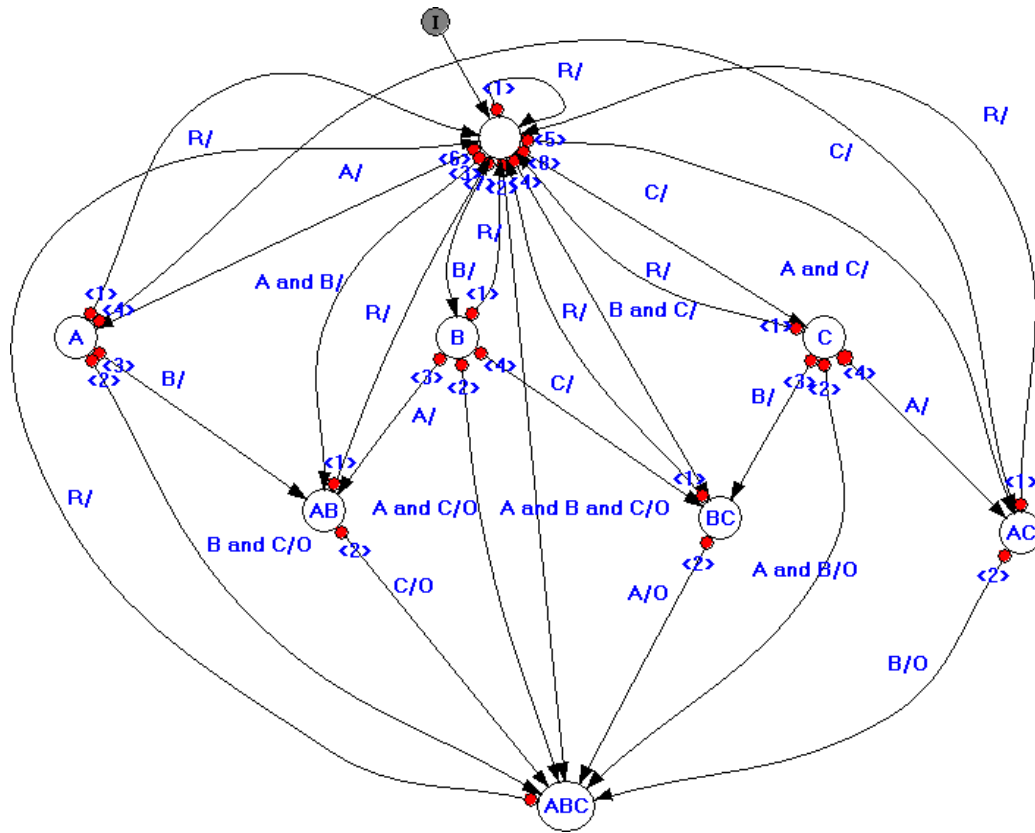 I
<1>
R/
R/
A/
<6>
<3>
<7>
<2>
<4>
<8>
<5>
C/
R/
C/
R/
A and B/
B/
R/
R/
R/
B and C/
A and C/
<1>
<4>
A
<3>
<2>
<1>
B
<3>
<2>
<4>
<1>
C
<3>
<2>
<4>
B/
A/
C/
B/
A/
R/
<1>
AB
<2>
B and C/O
A and C/O
A and B and C/O
<1>
BC
<2>
A and B/O
<1>
AC
<2>
C/O
A/O
B/O
ABC